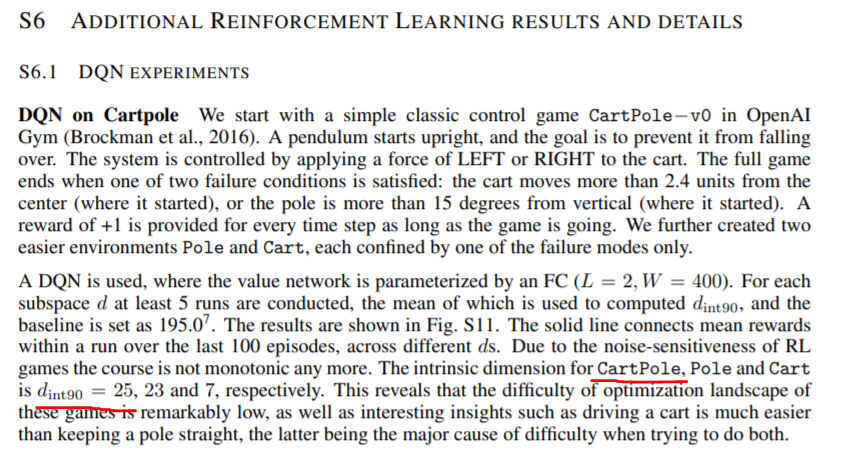 S6 ADDITIONAL REINFORCEMENT LEARNING RESULTS AND DETAILS
S6.1 DQN EXPERIMENTS
DQN on Cartpole We start with a simple classic control game CartPole−v0 in OpenAI
Gym (Brockman et al., 2016). A pendulum starts upright, and the goal is to prevent it from falling
over. The system is controlled by applying a force of LEFT or RIGHT to the cart. The full game
ends when one of two failure conditions is satisfied: the cart moves more than 2.4 units from the
center (where it started), or the pole is more than 15 degrees from vertical (where it started). A
reward of +1 is provided for every time step as long as the game is going. We further created two
easier environments Pole and Cart, each confined by one of the failure modes only.
A DQN is used, where the value network is parameterized by an FC (L = 2, W = 400). For each
subspace d at least 5 runs are conducted, the mean of which is used to computed dint90, and the
baseline is set as 195.0⁷. The results are shown in Fig. S11. The solid line connects mean rewards
within a run over the last 100 episodes, across different ds. Due to the noise-sensitiveness of RL
games the course is not monotonic any more. The intrinsic dimension for CartPole, Pole and Cart
is dint90 = 25, 23 and 7, respectively. This reveals that the difficulty of optimization landscape of
these games is remarkably low, as well as interesting insights such as driving a cart is much easier
than keeping a pole straight, the latter being the major cause of difficulty when trying to do both.